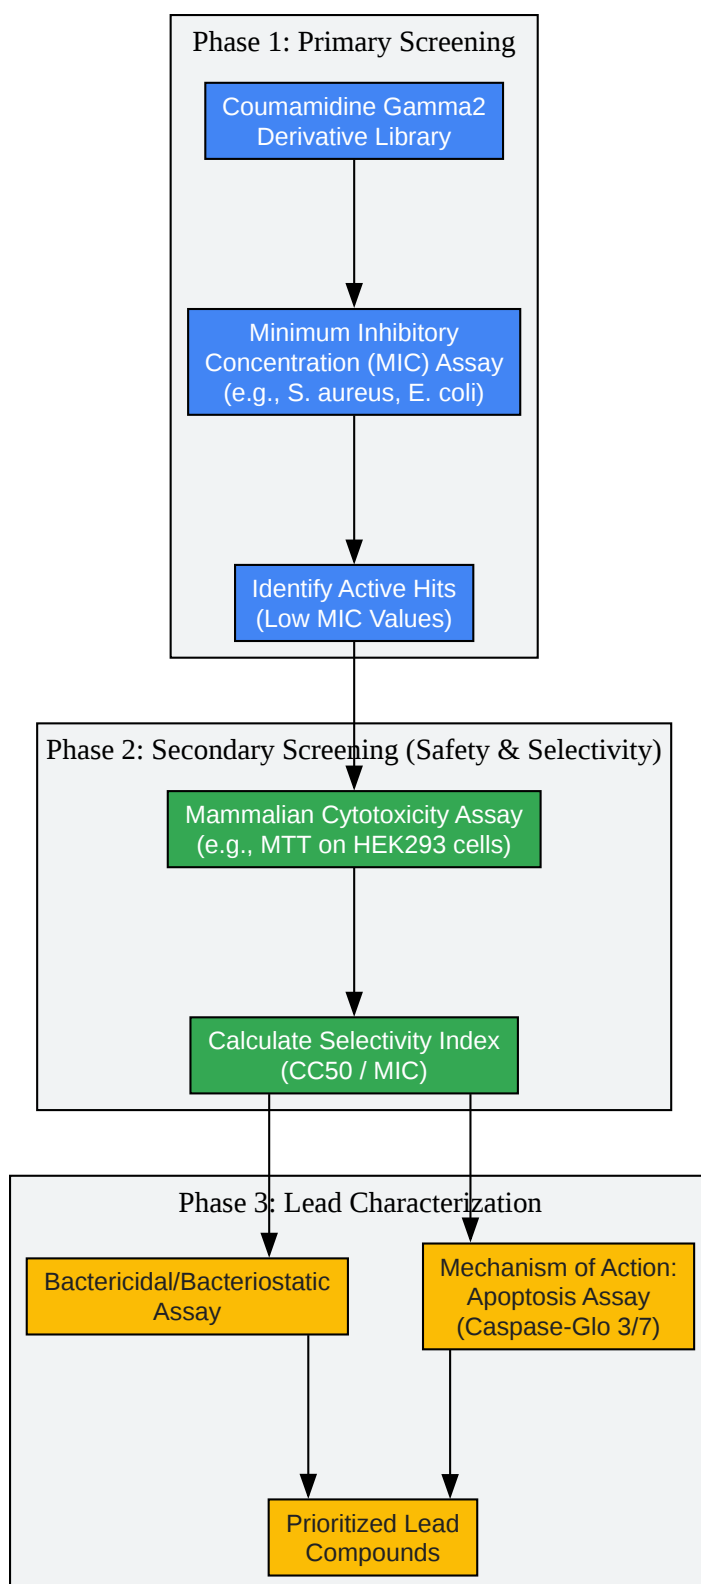 Phase 1: Primary Screening
Coumamidine Gamma2
Derivative Library
Minimum Inhibitory
Concentration (MIC) Assay
(e.g., S. aureus, E. coli)
Identify Active Hits
(Low MIC Values)
Phase 2: Secondary Screening (Safety & Selectivity)
Mammalian Cytotoxicity Assay
(e.g., MTT on HEK293 cells)
Calculate Selectivity Index
(CC50 / MIC)
Phase 3: Lead Characterization
Bactericidal/Bacteriostatic
Assay
Mechanism of Action:
Apoptosis Assay
(Caspase-Glo 3/7)
Prioritized Lead
Compounds